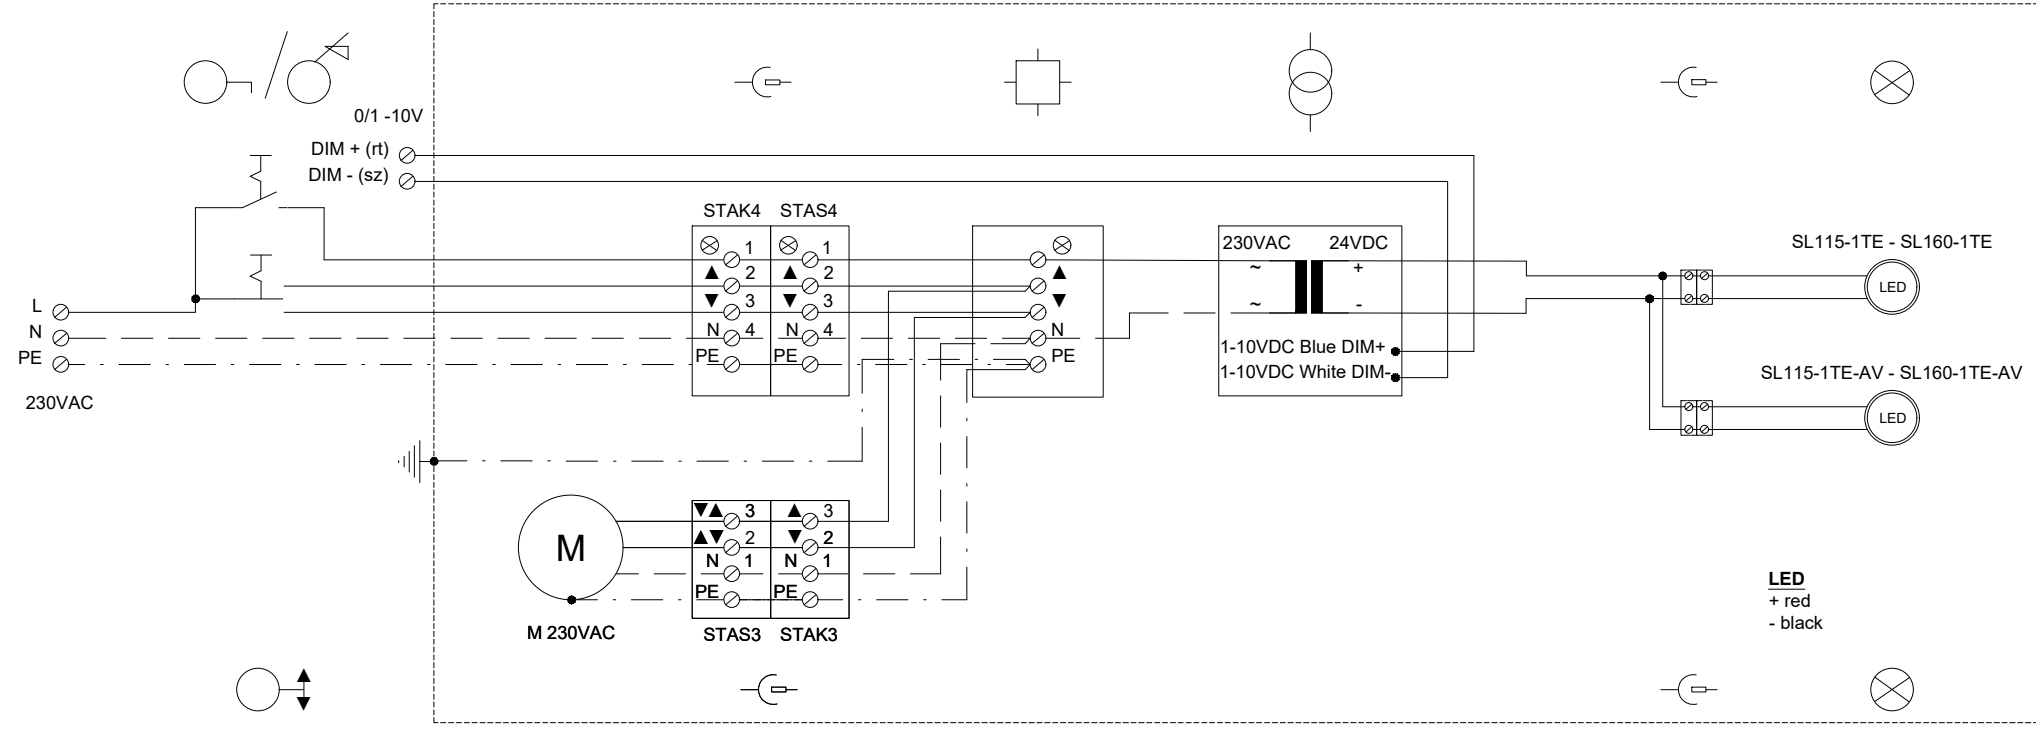 0/1 -10V
DIM + (rt)
DIM - (sz)
STAK4 STAS4
1 1
2 2
3 3
N 4 N 4
PE PE
N
PE
230VAC 24VDC
~ +
~ -
1-10VDC Blue DIM+
1-10VDC White DIM-
SL115-1TE - SL160-1TE
LED
SL115-1TE-AV - SL160-1TE-AV
LED
L
N
PE
230VAC
M
M 230VAC
3 3
2 2
N 1 N 1
PE PE
STAS3 STAK3
LED
+ red
- black